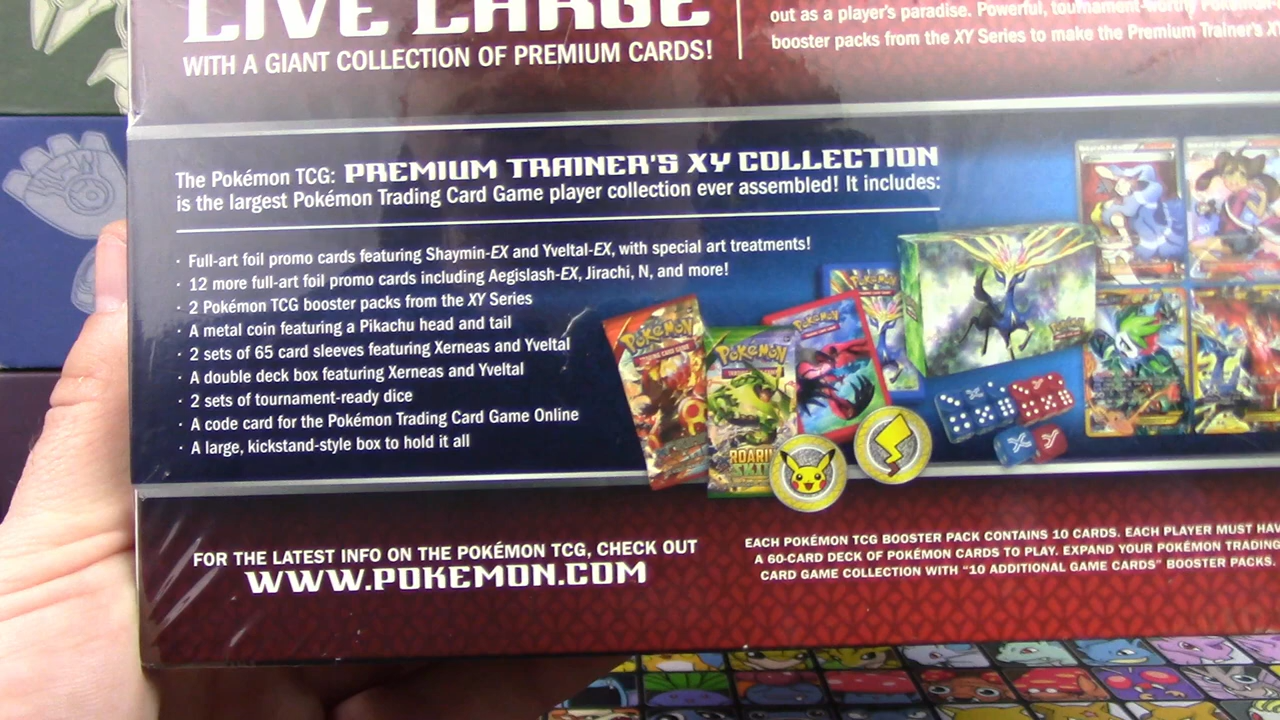 LIVE LARGE
WITH A GIANT COLLECTION OF PREMIUM CARDS!
out as a player's paradise. Powerful, tournament-worthy Pokémon-
booster packs from the XY Series to make the Premium Trainer's X
The Pokémon TCG: PREMIUM TRAINER'S XY COLLECTION
is the largest Pokémon Trading Card Game player collection ever assembled! It includes:
· Full-art foil promo cards featuring Shaymin-EX and Yveltal-EX, with special art treatments!
· 12 more full-art foil promo cards including Aegislash-EX, Jirachi, N, and more!
· 2 Pokémon TCG booster packs from the XY Series
· A metal coin featuring a Pikachu head and tail
· 2 sets of 65 card sleeves featuring Xerneas and Yveltal
· A double deck box featuring Xerneas and Yveltal
· 2 sets of tournament-ready dice
· A code card for the Pokémon Trading Card Game Online
· A large, kickstand-style box to hold it all
POKéMON
POKéMON
POKéMON
ROARING
SKIES
X
Y
FOR THE LATEST INFO ON THE POKÉMON TCG, CHECK OUT
WWW.POKEMON.COM
EACH POKÉMON TCG BOOSTER PACK CONTAINS 10 CARDS. EACH PLAYER MUST HAV
A 60-CARD DECK OF POKÉMON CARDS TO PLAY. EXPAND YOUR POKÉMON TRADING
CARD GAME COLLECTION WITH "10 ADDITIONAL GAME CARDS" BOOSTER PACKS.